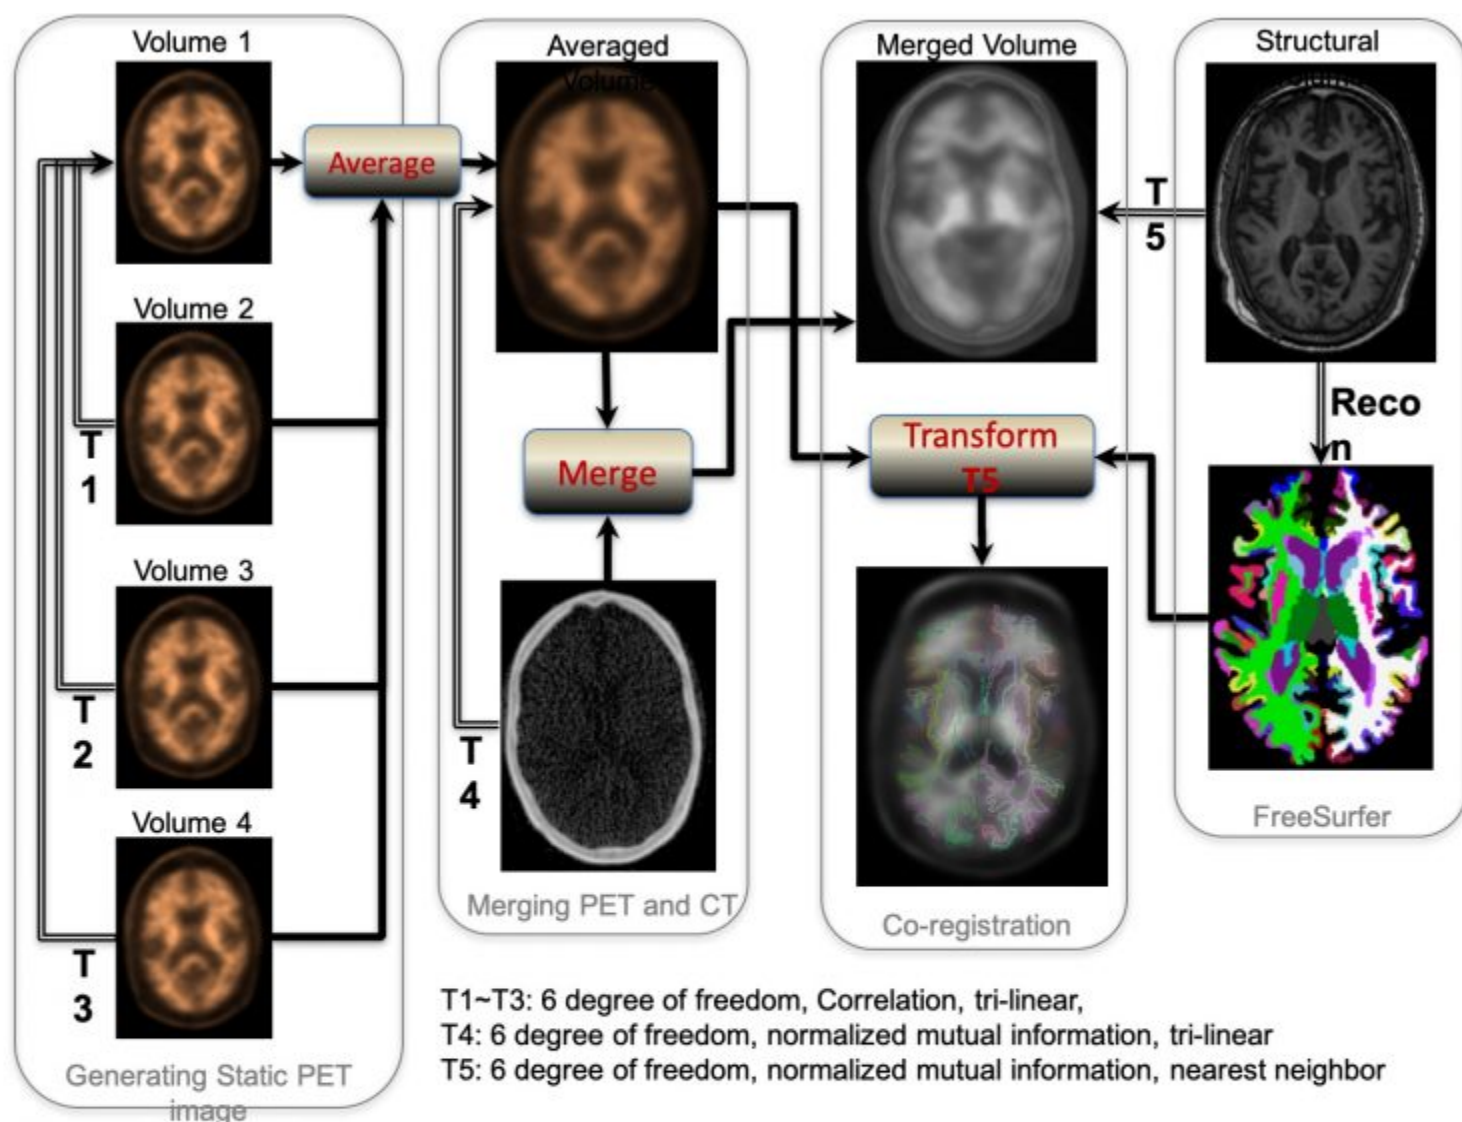 Volume 1
Volume 2
T
1
Volume 3
T
2
Volume 4
T
3
Generating Static PET
image
Average
Averaged
Volume
Merge
T
4
Merging PET and CT
Merged Volume
T
5
Transform
T5
Co-registration
Structural
Reco
n
FreeSurfer
T1~T3: 6 degree of freedom, Correlation, tri-linear,
T4: 6 degree of freedom, normalized mutual information, tri-linear
T5: 6 degree of freedom, normalized mutual information, nearest neighbor